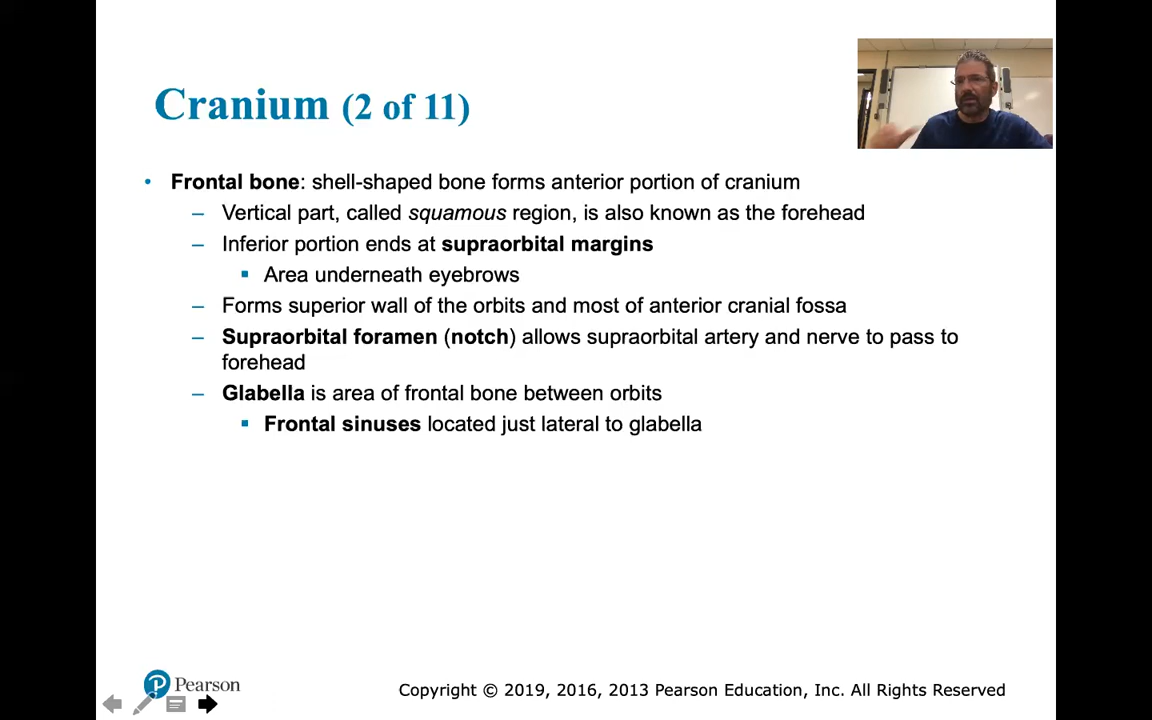 Cranium (2 of 11)
• Frontal bone: shell-shaped bone forms anterior portion of cranium
– Vertical part, called squamous region, is also known as the forehead
– Inferior portion ends at supraorbital margins
▪ Area underneath eyebrows
– Forms superior wall of the orbits and most of anterior cranial fossa
– Supraorbital foramen (notch) allows supraorbital artery and nerve to pass to
forehead
– Glabella is area of frontal bone between orbits
▪ Frontal sinuses located just lateral to glabella
P Pearson
Copyright © 2019, 2016, 2013 Pearson Education, Inc. All Rights Reserved